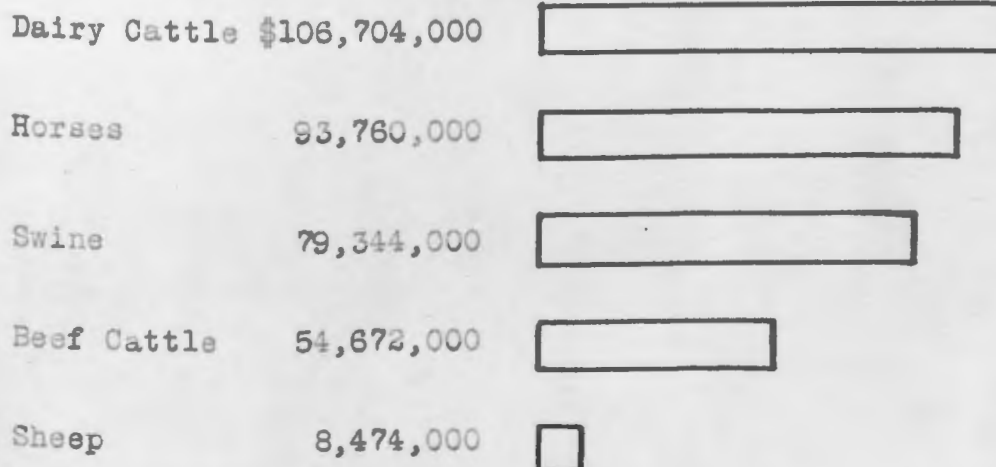 Dairy Cattle $106,704,000
Horses 93,760,000
Swine 79,344,000
Beef Cattle 54,672,000
Sheep 8,474,000